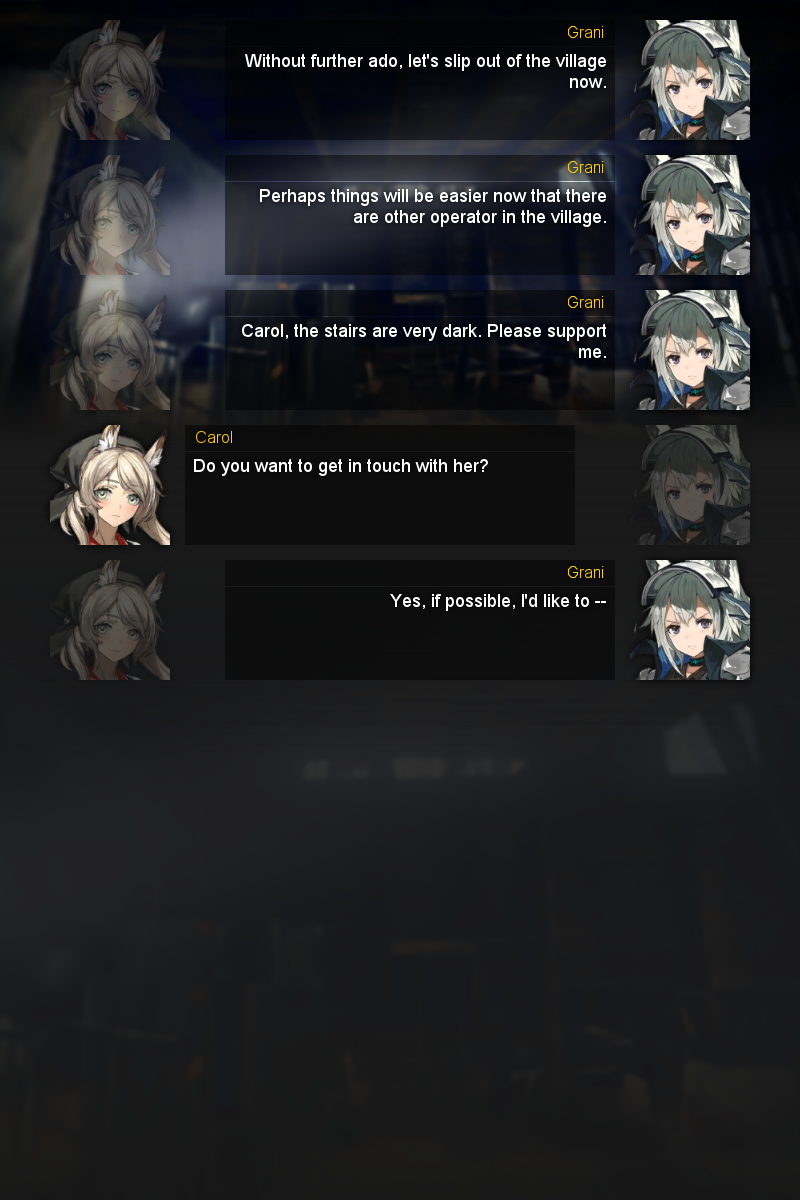 Grani
Without further ado, let's slip out of the village
now.
Grani
Perhaps things will be easier now that there
are other operator in the village.
Grani
Carol, the stairs are very dark. Please support
me.
Carol
Do you want to get in touch with her?
Grani
Yes, if possible, I'd like to --